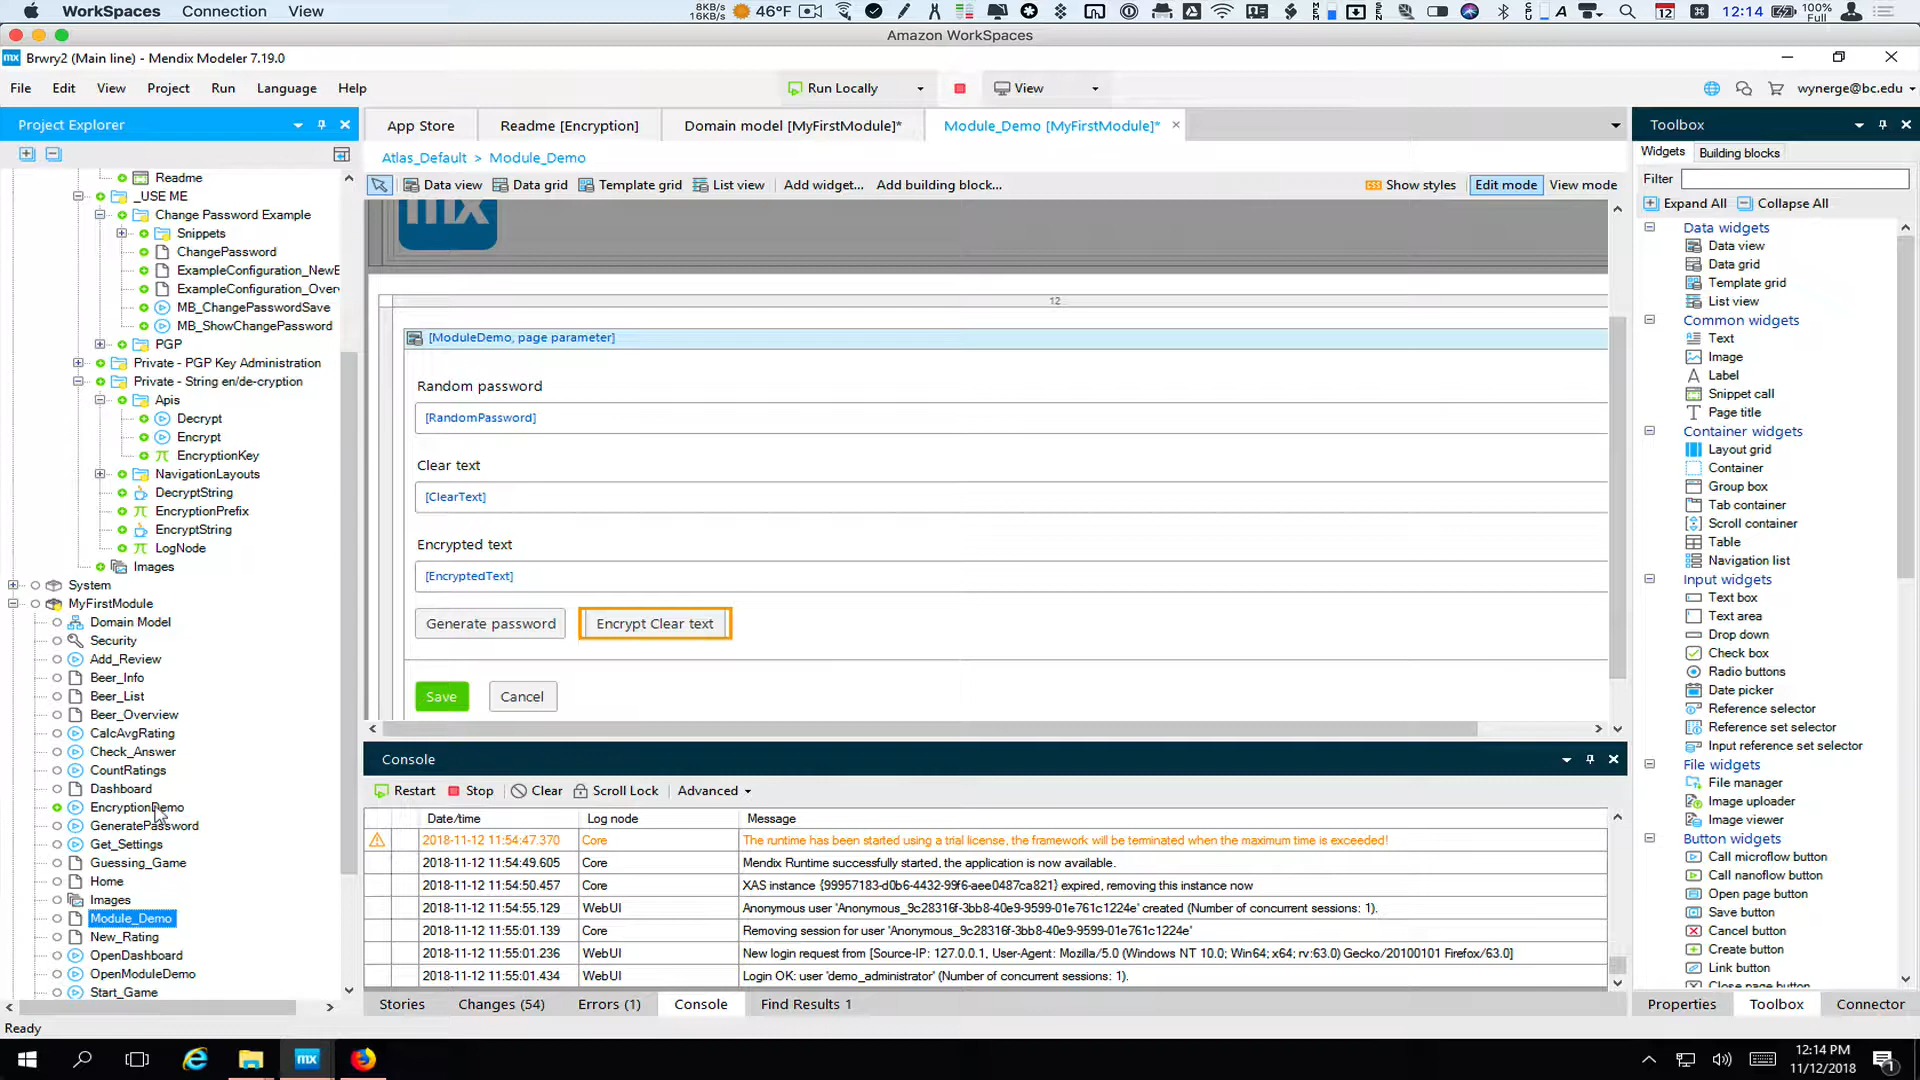 WorkSpaces Connection View 8KB/s 16KB/s 46°F 12 12:14 100% Full
Amazon WorkSpaces
mx Brwry2 (Main line) - Mendix Modeler 7.19.0
File Edit View Project Run Language Help Run Locally View wynerge@bc.edu
Project Explorer
App Store Readme [Encryption] Domain model [MyFirstModule]* Module_Demo [MyFirstModule]*
Toolbox
Widgets Building blocks
Atlas_Default > Module_Demo
Data view Data grid Template grid List view Add widget... Add building block... Show styles Edit mode View mode
Filter
Expand All Collapse All
Readme
_USE ME
Change Password Example
Snippets
ChangePassword
ExampleConfiguration_NewE
ExampleConfiguration_Over
MB_ChangePasswordSave
MB_ShowChangePassword
PGP
Private - PGP Key Administration
Private - String en/de-cryption
Apis
Decrypt
Encrypt
EncryptionKey
NavigationLayouts
DecryptString
EncryptionPrefix
EncryptString
LogNode
Images
System
MyFirstModule
Domain Model
Security
Add_Review
Beer_Info
Beer_List
Beer_Overview
CalcAvgRating
Check_Answer
CountRatings
Dashboard
EncryptionDemo
GeneratePassword
Get_Settings
Guessing_Game
Home
Images
Module_Demo
New_Rating
OpenDashboard
OpenModuleDemo
Start_Game
mx
12
[ModuleDemo, page parameter]
Random password
[RandomPassword]
Clear text
[ClearText]
Encrypted text
[EncryptedText]
Generate password Encrypt Clear text
Save Cancel
Console
Restart Stop Clear Scroll Lock Advanced
Date/time Log node Message
2018-11-12 11:54:47.370 Core The runtime has been started using a trial license, the framework will be terminated when the maximum time is exceeded!
2018-11-12 11:54:49.605 Core Mendix Runtime successfully started, the application is now available.
2018-11-12 11:54:50.457 Core XAS instance {99957183-d0b6-4432-99f6-aee0487ca821} expired, removing this instance now
2018-11-12 11:54:55.129 WebUI Anonymous user 'Anonymous_9c28316f-3bb8-40e9-9599-01e761c1224e' created (Number of concurrent sessions: 1).
2018-11-12 11:55:01.139 Core Removing session for user 'Anonymous_9c28316f-3bb8-40e9-9599-01e761c1224e'
2018-11-12 11:55:01.236 WebUI New login request from [Source-IP: 127.0.0.1, User-Agent: Mozilla/5.0 (Windows NT 10.0; Win64; x64; rv:63.0) Gecko/20100101 Firefox/63.0]
2018-11-12 11:55:01.434 WebUI Login OK: user 'demo_administrator' (Number of concurrent sessions: 1).
Stories Changes (54) Errors (1) Console Find Results 1
Data widgets
Data view
Data grid
Template grid
List view
Common widgets
Text
Image
Label
Snippet call
Page title
Container widgets
Layout grid
Container
Group box
Tab container
Scroll container
Table
Navigation list
Input widgets
Text box
Text area
Drop down
Check box
Radio buttons
Date picker
Reference selector
Reference set selector
Input reference set selector
File widgets
File manager
Image uploader
Image viewer
Button widgets
Call microflow button
Call nanoflow button
Open page button
Save button
Cancel button
Create button
Link button
Close page button
Properties Toolbox Connector
Ready
mx
12:14 PM
11/12/2018
1